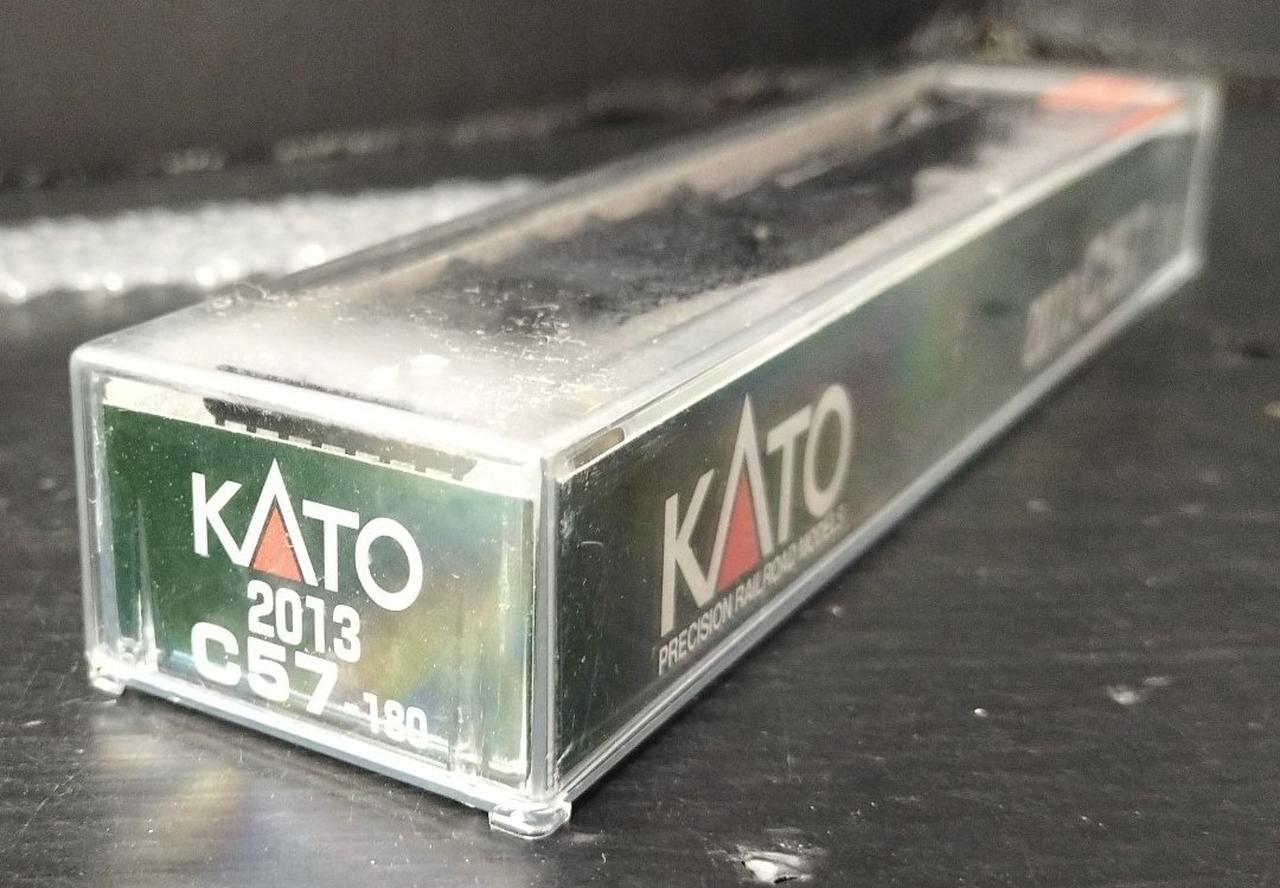 KATO
2013
C57-180
KATO
PRECISION RAILROAD MODELS